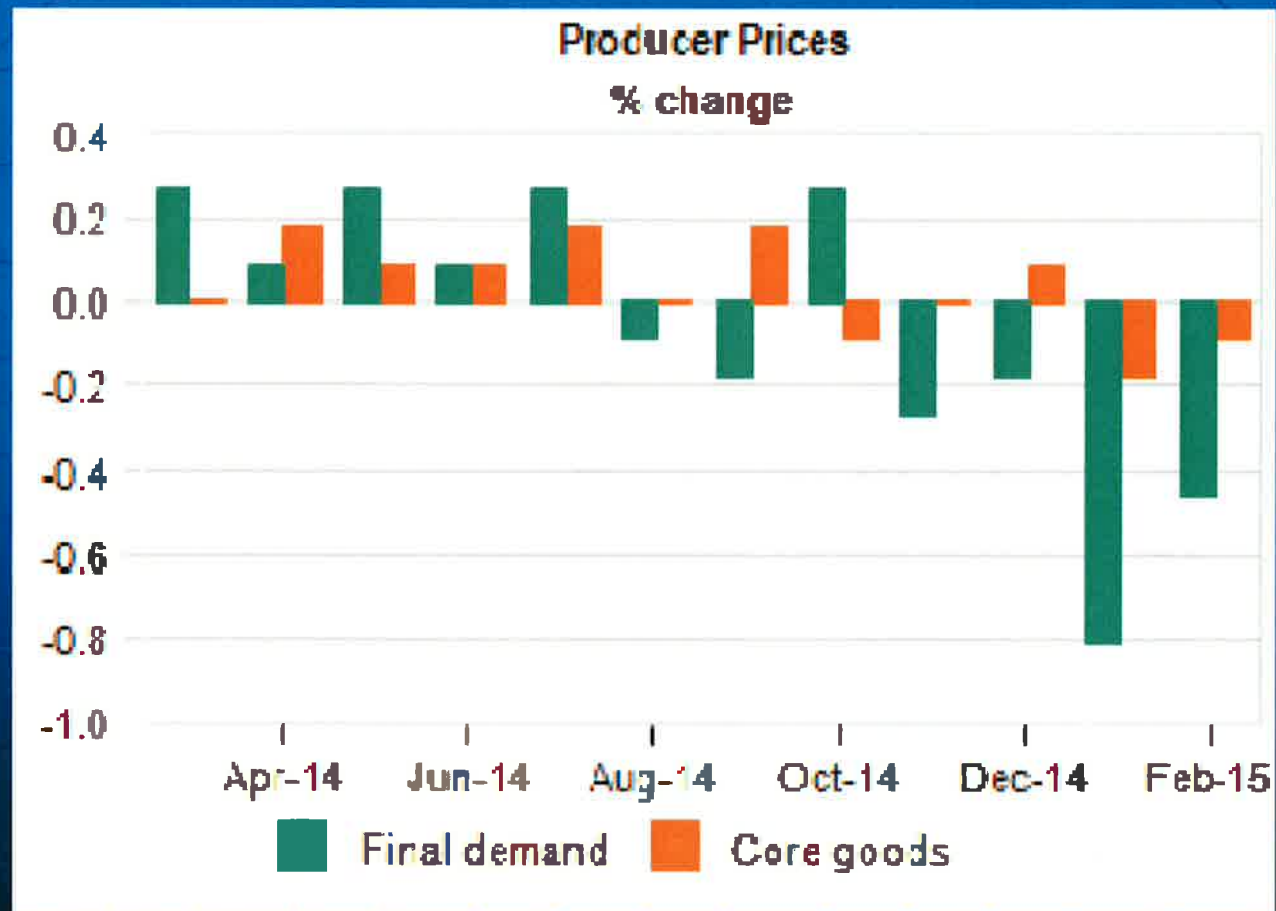 Producer Prices
% change
0.4
0.2
0.0
-0.2
-0.4
-0.6
-0.8
-1.0
Apr-14 Jun-14 Aug-14 Oct-14 Dec-14 Feb-15
Final demand Core goods